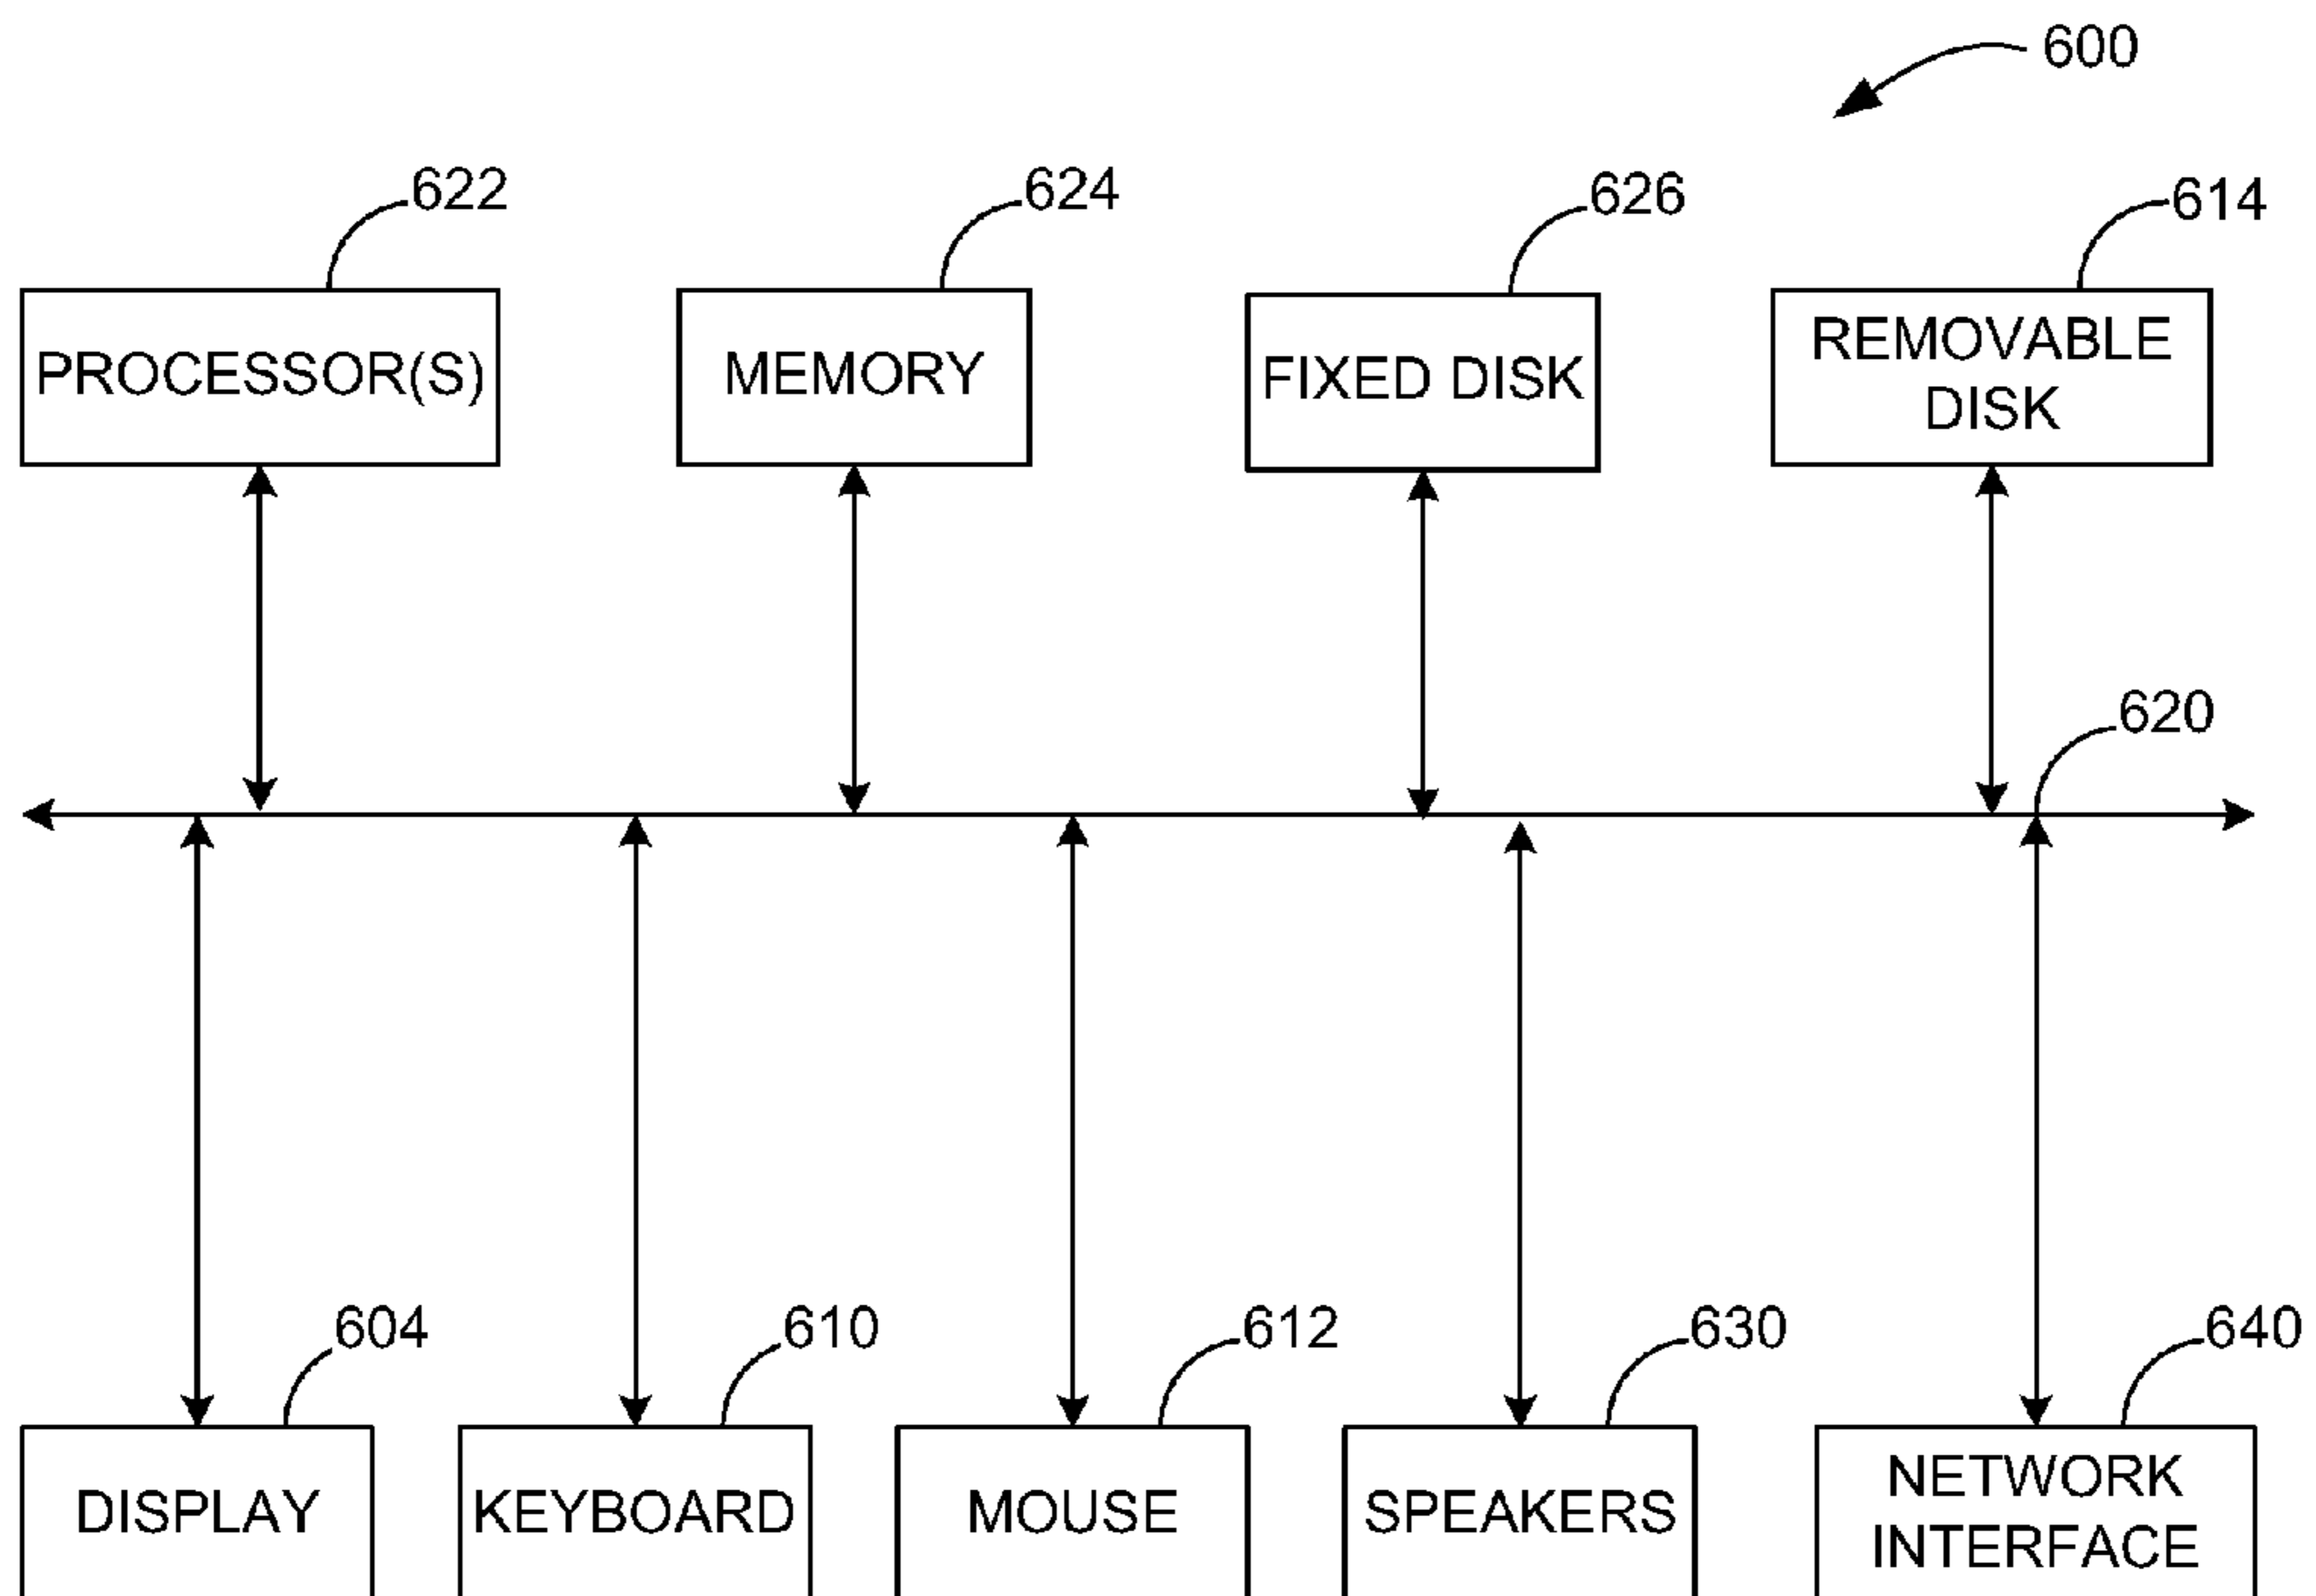 600
622
624
626
614
PROCESSOR(S)
MEMORY
FIXED DISK
REMOVABLE
DISK
620
604
610
612
630
640
DISPLAY
KEYBOARD
MOUSE
SPEAKERS
NETWORK
INTERFACE